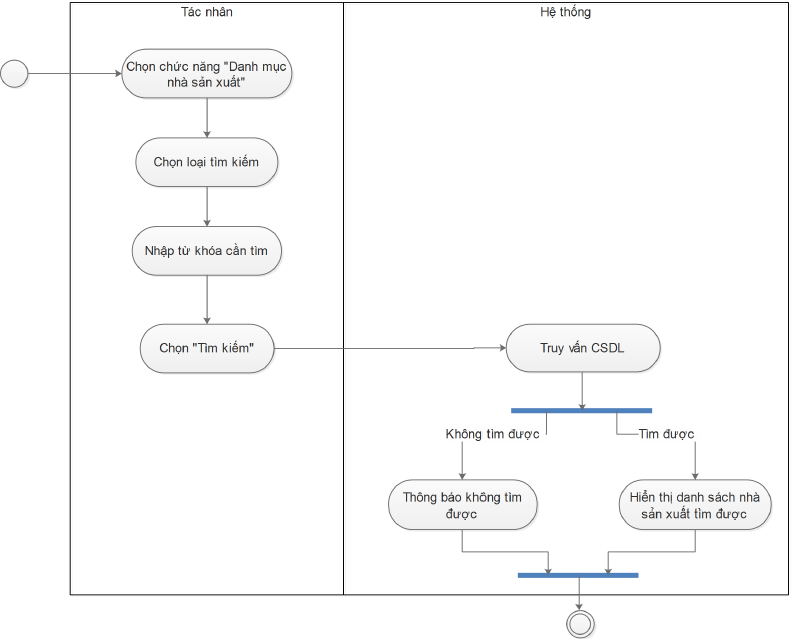 Tác nhân
Hệ thống
Chọn chức năng "Danh mục
nhà sản xuất"
Chọn loại tìm kiếm
Nhập từ khóa cần tìm
Chọn "Tìm kiếm"
Truy vấn CSDL
Không tìm được
Tìm được
Thông báo không tìm
được
Hiển thị danh sách nhà
sản xuất tìm được